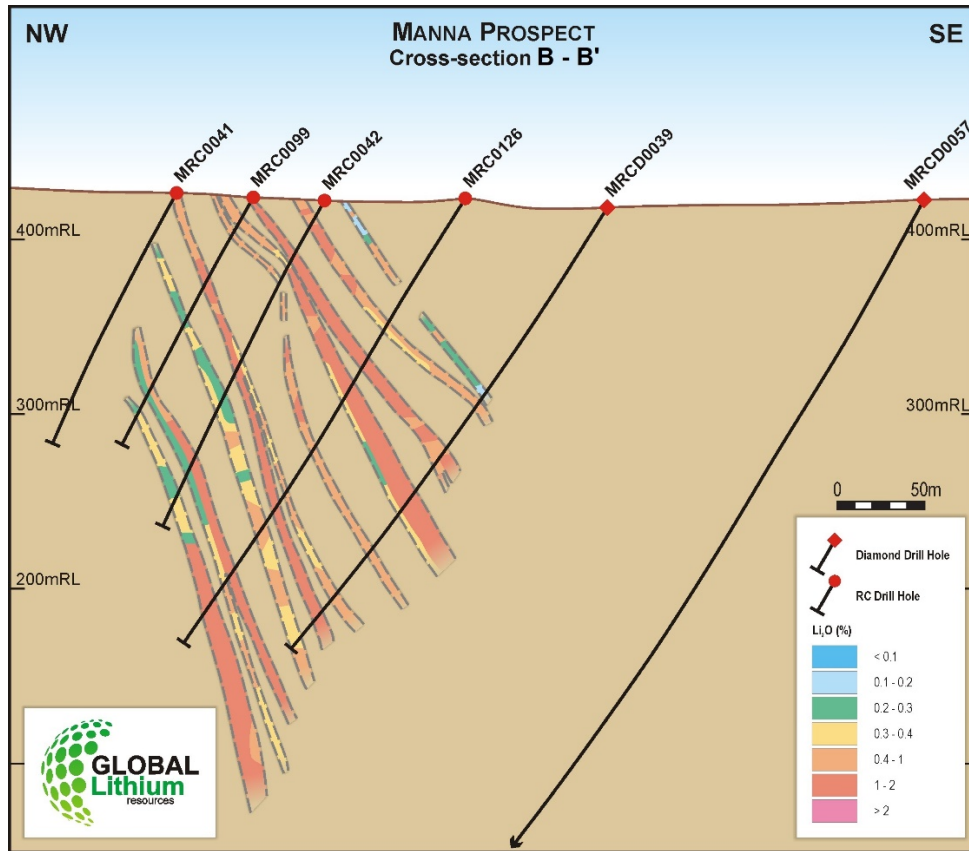 NW
MANNA PROSPECT
SE
Cross-section B - B'
MRC0041
MRC0099
MRC0042
MRC0126
MRCD0039
MRCD0057
400mRL
400mRL
300mRL
300mRL
200mRL
0 50m
Diamond Drill Hole
RC Drill Hole
Li₂O (%)
< 0.1
0.1 - 0.2
0.2 - 0.3
0.3 - 0.4
0.4 - 1
1 - 2
> 2
GLOBAL
Lithium
resources